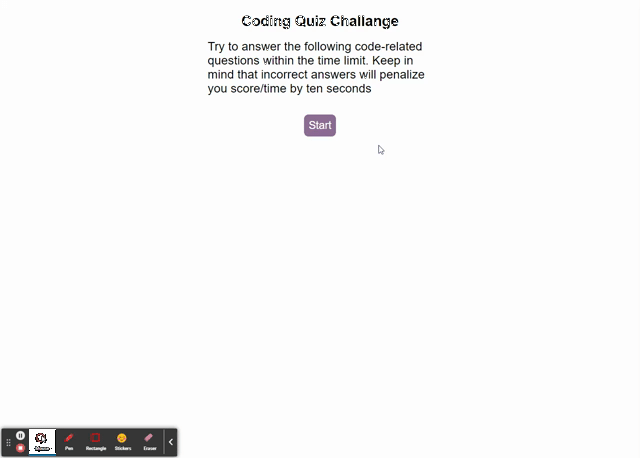 Coding Quiz Challange
Try to answer the following code-related
questions within the time limit. Keep in
mind that incorrect answers will penalize
you score/time by ten seconds
Start
Pen
Rectangle
Stickers
Eraser